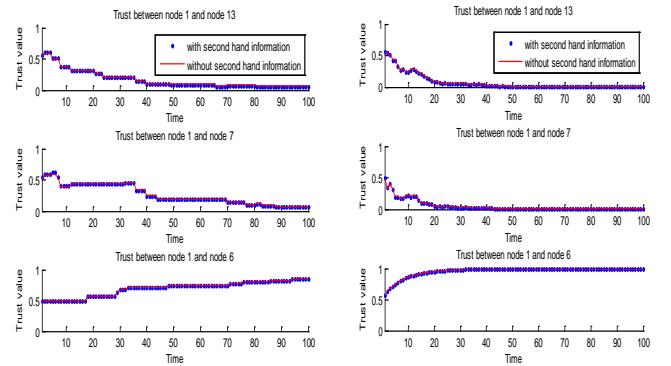 Trust between node 1 and node 13
Trust value
1
0.5
0
with second hand information
without second hand information
10 20 30 40 50 60 70 80 90 100
Time
Trust between node 1 and node 7
Trust value
1
0.5
0
10 20 30 40 50 60 70 80 90 100
Time
Trust between node 1 and node 6
Trust value
1
0.5
0
10 20 30 40 50 60 70 80 90 100
Time
Trust between node 1 and node 13
Trust value
1
0.5
0
with second hand information
without second hand information
10 20 30 40 50 60 70 80 90 100
Time
Trust between node 1 and node 7
Trust value
1
0.5
0
10 20 30 40 50 60 70 80 90 100
Time
Trust between node 1 and node 6
Trust value
1
0.5
0
10 20 30 40 50 60 70 80 90 100
Time